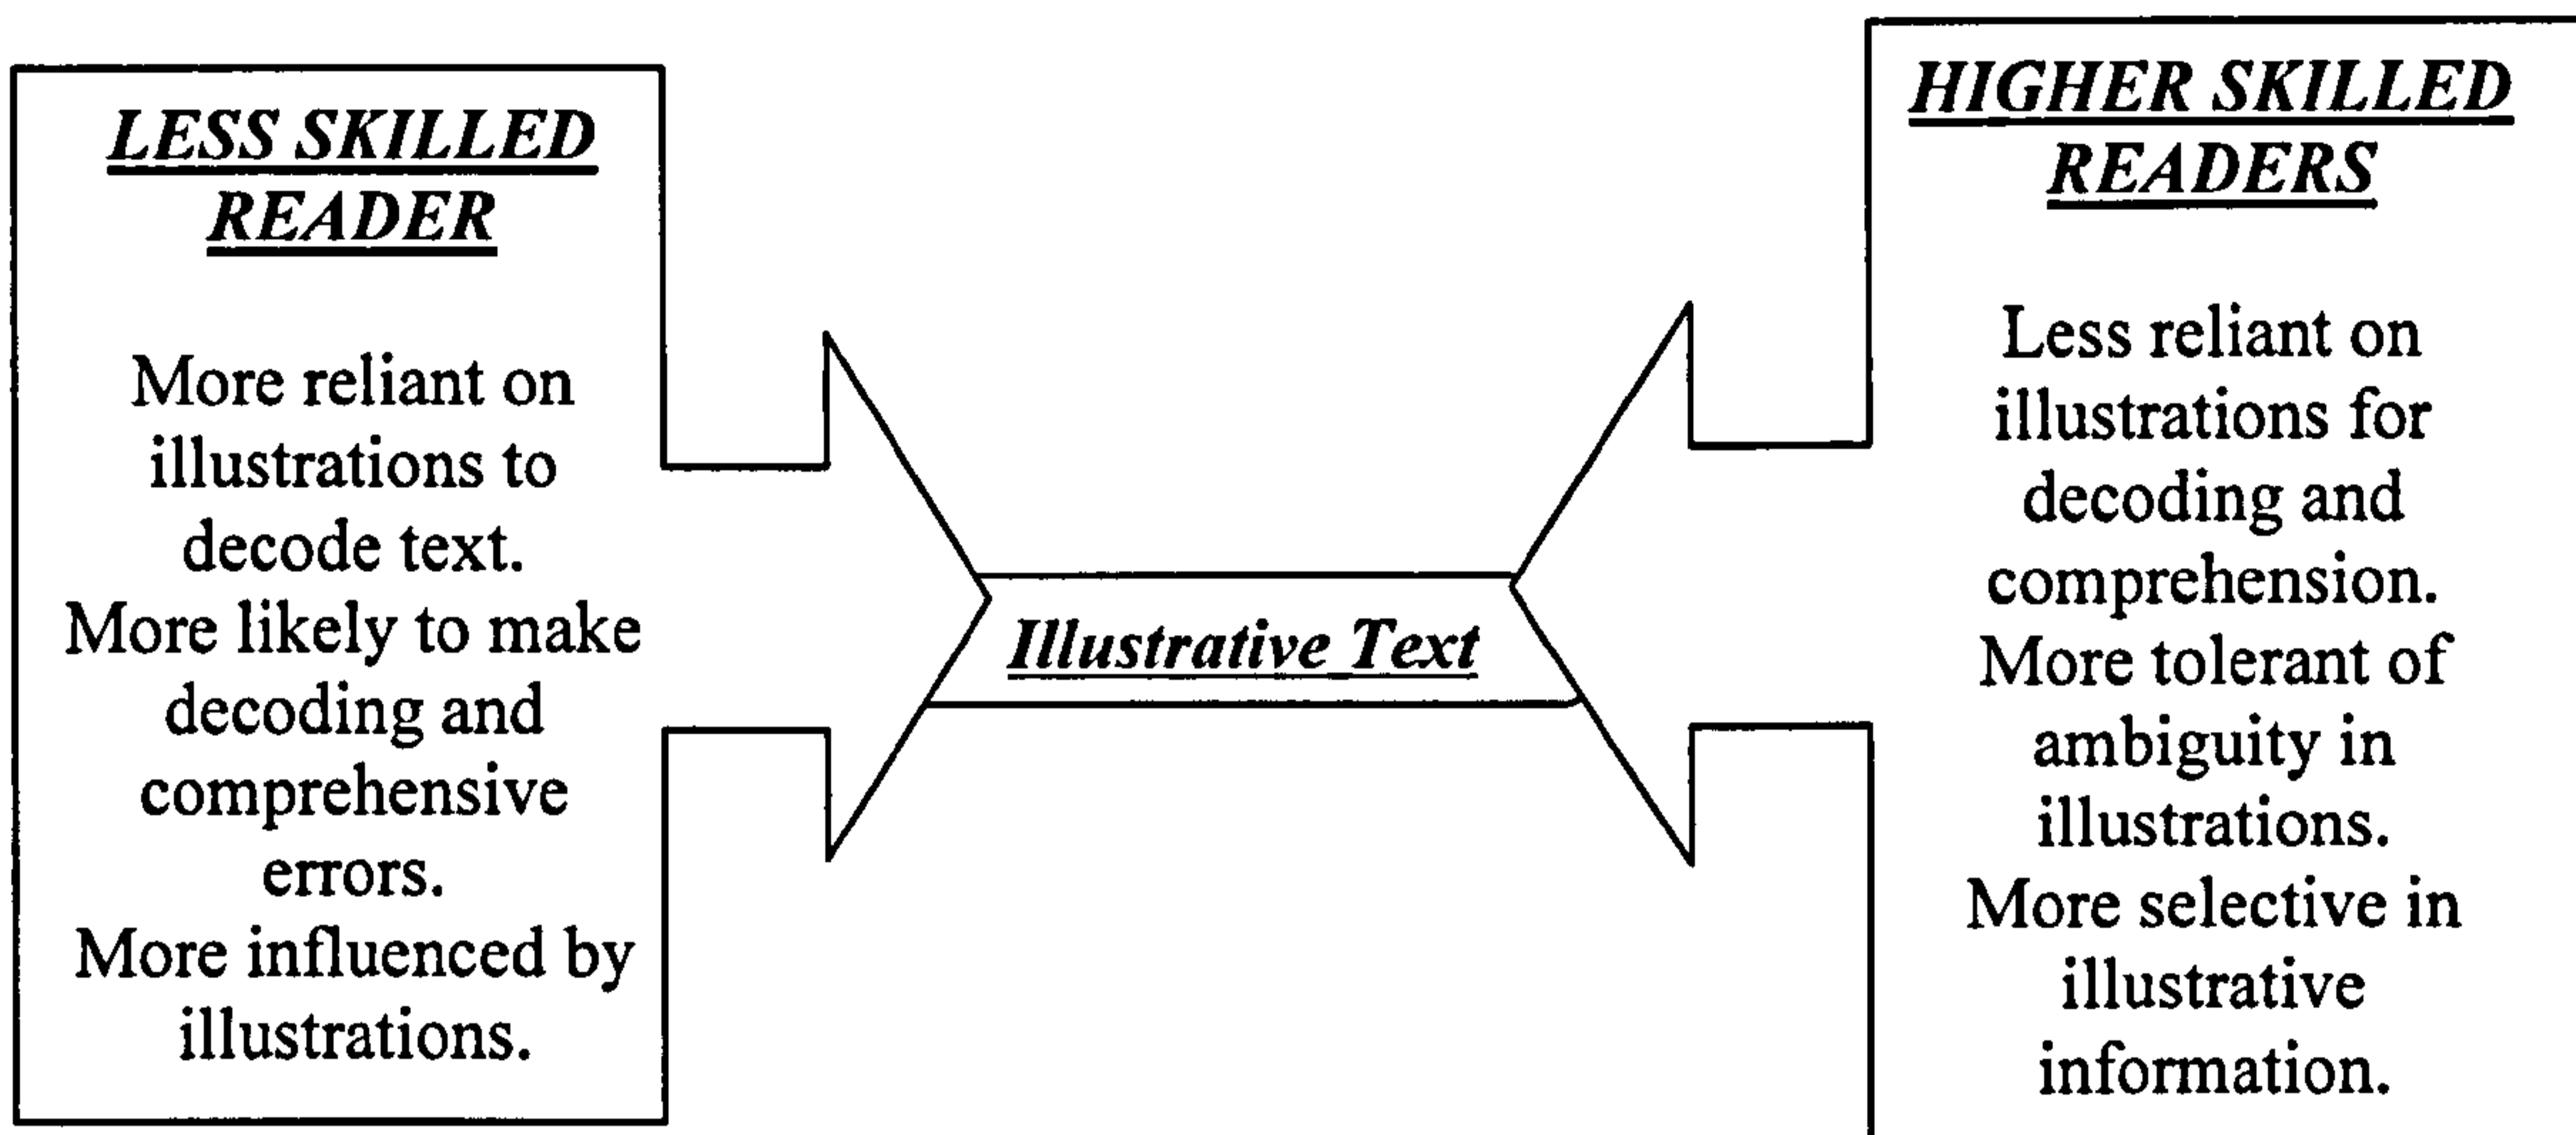 LESS SKILLED
READER
More reliant on
illustrations to
decode text.
More likely to make
decoding and
comprehensive
errors.
More influenced by
illustrations.
Illustrative Text
HIGHER SKILLED
READERS
Less reliant on
illustrations for
decoding and
comprehension.
More tolerant of
ambiguity in
illustrations.
More selective in
illustrative
information.